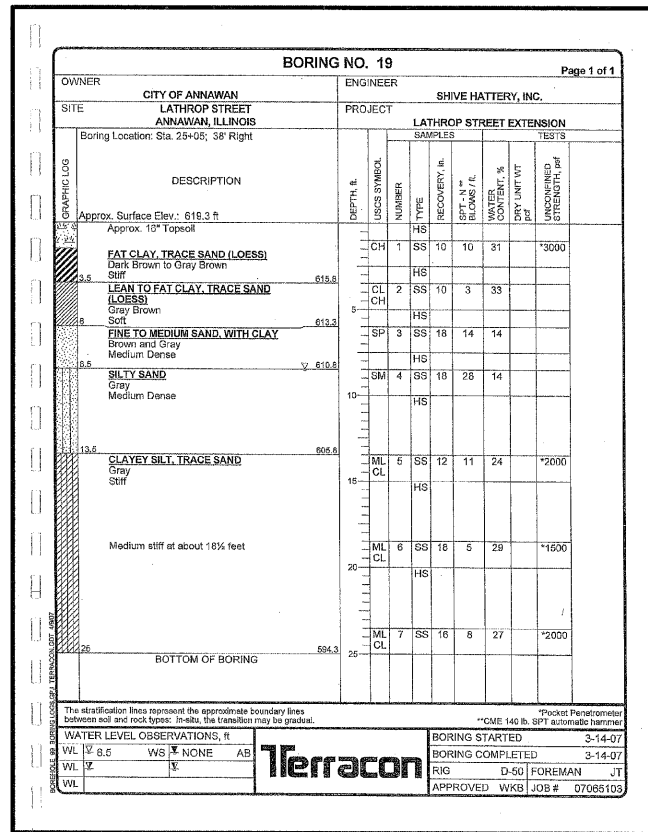 BORING NO. 19
Page 1 of 1
OWNER
CITY OF ANNAWAN
ENGINEER
SHIVE HATTERY, INC.
SITE
LATHROP STREET
ANNAWAN, ILLINOIS
PROJECT
LATHROP STREET EXTENSION
Boring Location: Sta. 25+05; 38' Right
SAMPLES
TESTS
GRAPHIC LOG
DESCRIPTION
DEPTH, ft.
USCS SYMBOL
NUMBER
TYPE
RECOVERY, in.
SPT - N **
BLOWS / ft.
WATER
CONTENT, %
DRY UNIT WT
pcf
UNCONFINED
STRENGTH, psf
Approx. Surface Elev.: 619.3 ft
Approx. 18" Topsoil
HS
FAT CLAY, TRACE SAND (LOESS)
CH 1 SS 10 10 31 *3000
Dark Brown to Gray Brown
Stiff
HS
3.5 615.8
LEAN TO FAT CLAY, TRACE SAND
(LOESS)
CL 2 SS 10 3 33
CH
Gray Brown
5
Soft
HS
6 613.3
FINE TO MEDIUM SAND, WITH CLAY
SP 3 SS 18 14 14
Brown and Gray
Medium Dense
HS
8.5 610.8
SILTY SAND
SM 4 SS 18 28 14
Gray
Medium Dense
10
HS
13.5 605.8
CLAYEY SILT, TRACE SAND
ML 5 SS 12 11 24 *2000
CL
Gray
Stiff
15
HS
Medium stiff at about 18½ feet
ML 6 SS 18 5 29 *1500
CL
20
HS
ML 7 SS 16 8 27 *2000
CL
25 594.3
25
BOTTOM OF BORING
The stratification lines represent the approximate boundary lines
between soil and rock types: in-situ, the transition may be gradual.
*Pocket Penetrometer
**CME 140 lb. SPT automatic hammer
WATER LEVEL OBSERVATIONS, ft
WL 8.5 WS NONE AB
WL
WL
Terracon
BORING STARTED 3-14-07
BORING COMPLETED 3-14-07
RIG D-50 FOREMAN JT
APPROVED WKB JOB # 07065103
BOREHOLE 99 BORING LOGS.GPJ TERRACON.GDT 4/9/07